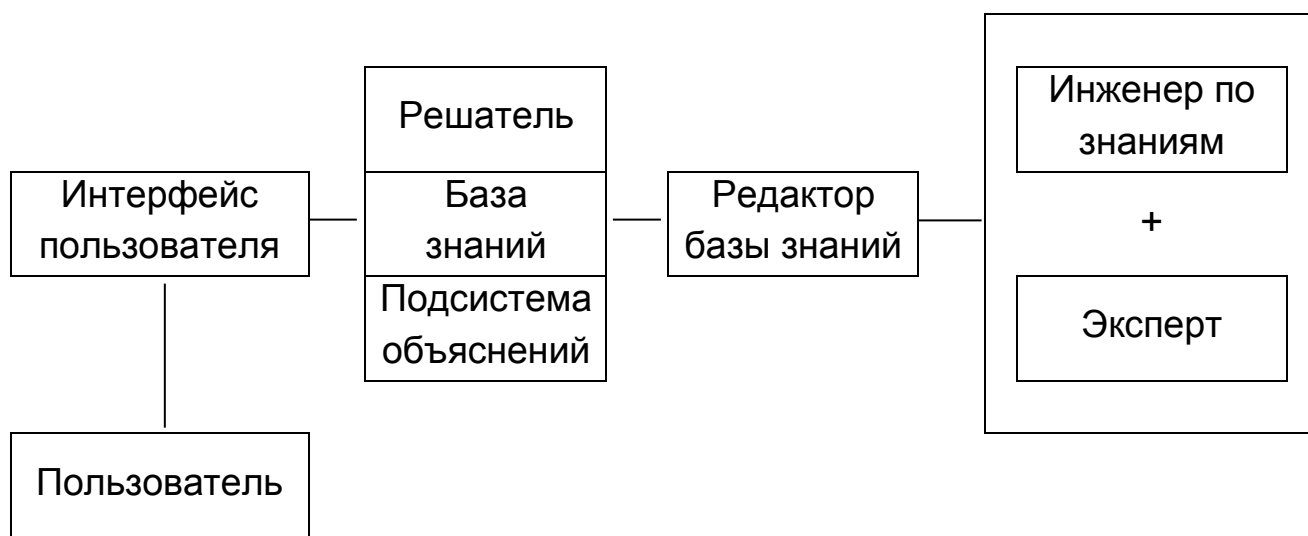 Интерфейс
пользователя
Пользователь
Решатель
База
знаний
Подсистема
объяснений
Редактор
базы знаний
Инженер по
знаниям
+
Эксперт